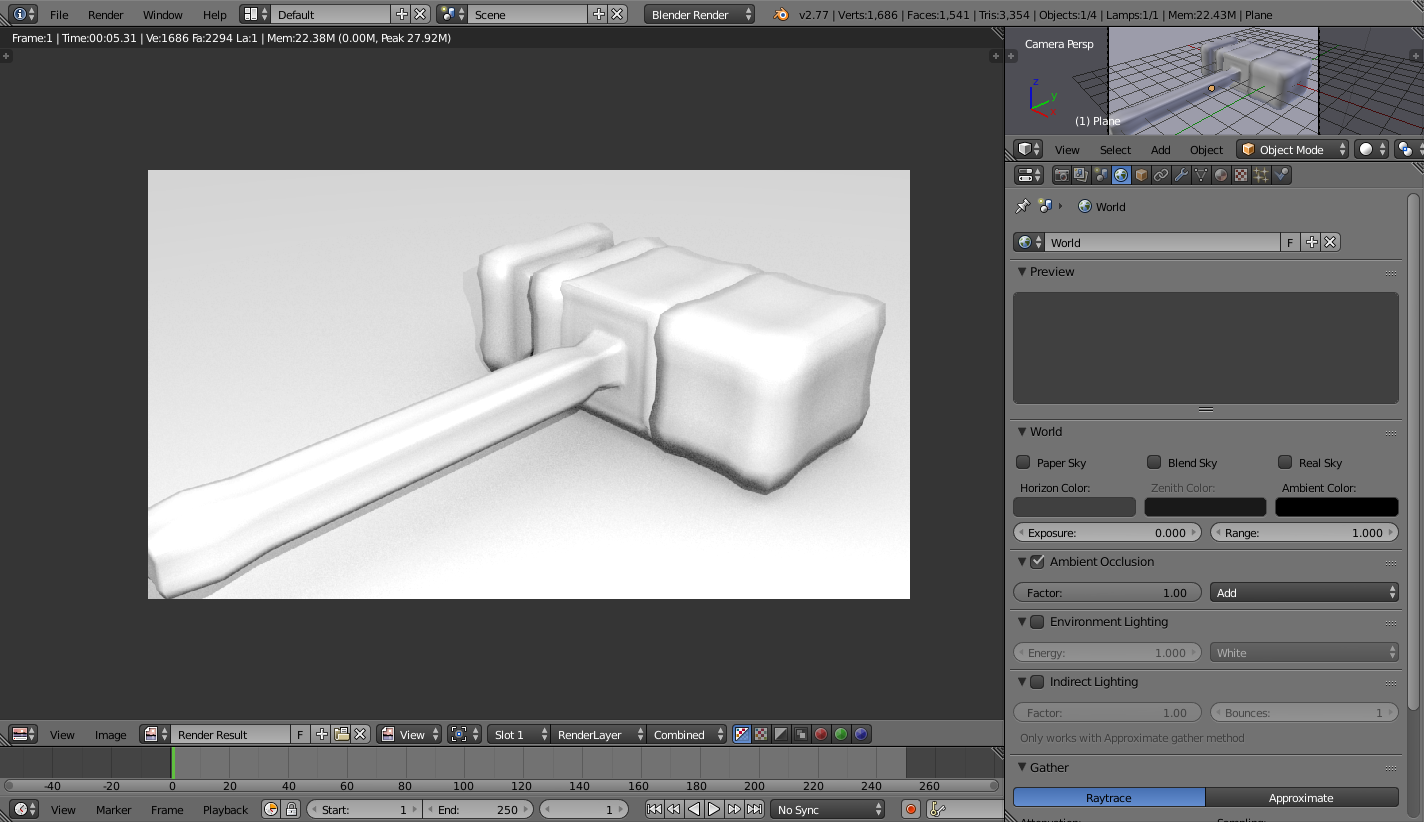 File Render Window Help Default Scene Blender Render v2.77 | Verts:1,686 | Faces:1,541 | Tris:3,354 | Objects:1/4 | Lamps:1/1 | Mem:22.43M | Plane
Frame:1 | Time:00:05.31 | Ve:1686 Fa:2294 La:1 | Mem:22.38M (0.00M, Peak 27.92M)
Camera Persp
z
y
x
(1) Plane
View Select Add Object Object Mode
World
World F
Preview
World
Paper Sky Blend Sky Real Sky
Horizon Color: Zenith Color: Ambient Color:
Exposure: 0.000 Range: 1.000
Ambient Occlusion
Factor: 1.00 Add
Environment Lighting
Energy: 1.000 White
Indirect Lighting
Factor: 1.00 Bounces: 1
Only works with Approximate gather method
Gather
Raytrace Approximate
View Image Render Result F View Slot 1 RenderLayer Combined
-40 -20 0 20 40 60 80 100 120 140 160 180 200 220 240 260
View Marker Frame Playback Start: 1 End: 250 1 No Sync